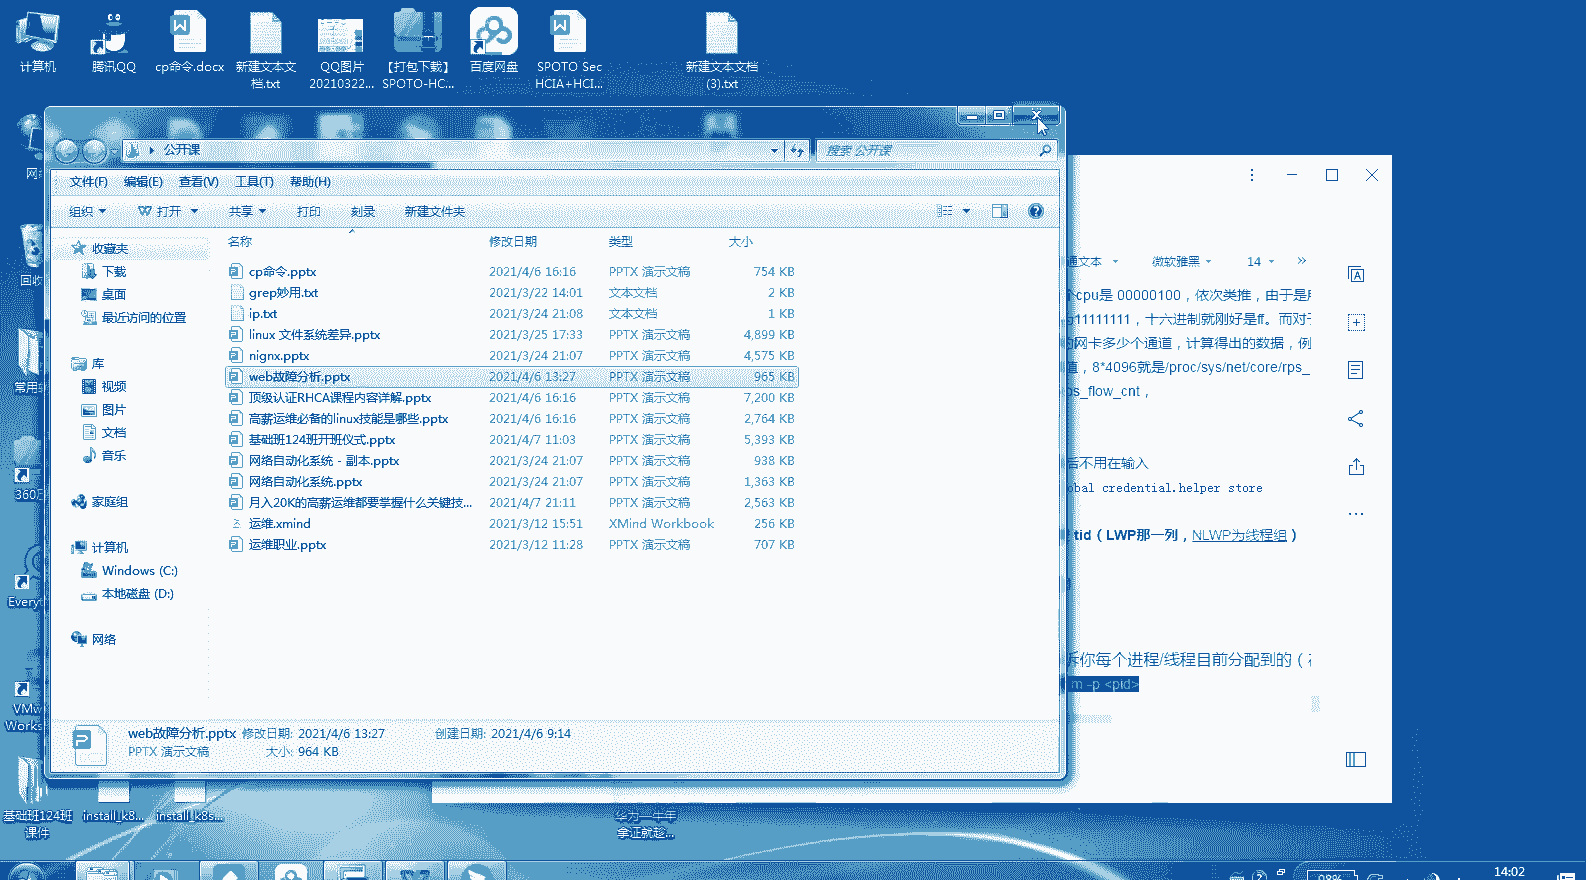 计算机
腾讯QQ
cp命令.docx
新建文本文
档.txt
QQ图片
20210322...
【打包下载】
SPOTO-HC...
百度网盘
SPOTO Sec
HCIA+HCI...
新建文本文档
(3).txt
公开课
搜索 公开课
文件(F) 编辑(E) 查看(V) 工具(T) 帮助(H)
组织 打开 共享 打印 刻录 新建文件夹
名称 修改日期 类型 大小
收藏夹
下载
桌面
最近访问的位置
库
视频
图片
文档
音乐
家庭组
计算机
Windows (C:)
本地磁盘 (D:)
网络
cp命令.pptx 2021/4/6 16:16 PPTX 演示文稿 754 KB
grep妙用.txt 2021/3/22 14:01 文本文档 2 KB
ip.txt 2021/3/24 21:08 文本文档 1 KB
linux 文件系统差异.pptx 2021/3/25 17:33 PPTX 演示文稿 4,899 KB
nignx.pptx 2021/3/24 21:07 PPTX 演示文稿 4,575 KB
web故障分析.pptx 2021/4/6 13:27 PPTX 演示文稿 965 KB
顶级认证RHCA课程内容详解.pptx 2021/4/6 16:16 PPTX 演示文稿 7,200 KB
高薪运维必备的linux技能是哪些.pptx 2021/4/6 16:16 PPTX 演示文稿 2,764 KB
基础班124班开班仪式.pptx 2021/4/7 11:03 PPTX 演示文稿 5,393 KB
网络自动化系统 - 副本.pptx 2021/3/24 21:07 PPTX 演示文稿 938 KB
网络自动化系统.pptx 2021/3/24 21:07 PPTX 演示文稿 1,363 KB
月入20K的高薪运维都要掌握什么关键技... 2021/4/7 21:11 PPTX 演示文稿 2,563 KB
运维.xmind 2021/3/12 15:51 XMind Workbook 256 KB
运维职业.pptx 2021/3/12 11:28 PPTX 演示文稿 707 KB
web故障分析.pptx 修改日期: 2021/4/6 13:27 创建日期: 2021/4/6 9:14
PPTX 演示文稿 大小: 964 KB
通文本 微软雅黑 14
个cpu是 00000100，依次类推，由于是
11111111，十六进制就刚好是ff。而对于
的网卡多少个通道，计算得出的数据，例
值，8*4096就是/proc/sys/net/core/rps_
ps_flow_cnt，
后不用在输入
obal credential.helper store
tid（LWP那一列，NLWP为线程组）
诉你每个进程/线程目前分配到的（
m -p <pid>
回收
常用
360
Every
VMw
Works
基础班124班
课件
install_k8...
install_k8s...
华为一生年
拿证就趁...
98%
14:02